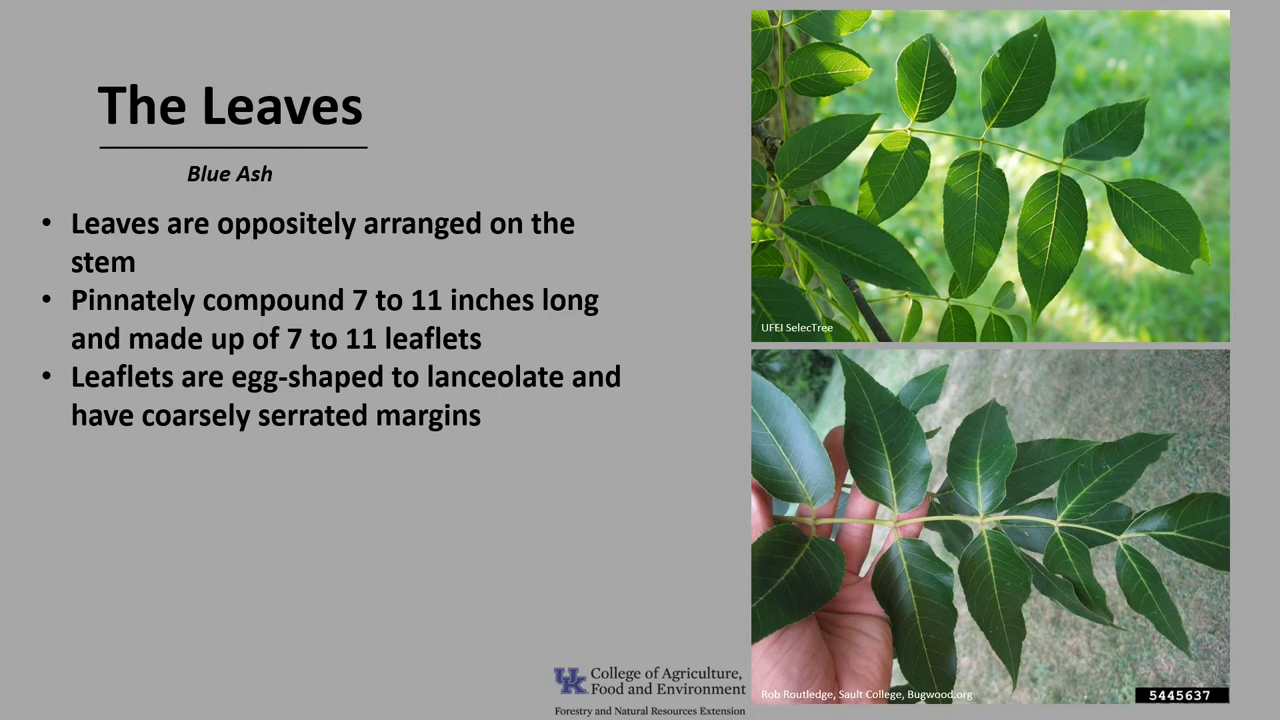 The Leaves
Blue Ash
• Leaves are oppositely arranged on the
stem
• Pinnately compound 7 to 11 inches long
and made up of 7 to 11 leaflets
• Leaflets are egg-shaped to lanceolate and
have coarsely serrated margins
UFEI SelecTree
Rob Routledge, Sault College, Bugwood.org
5445637
UK College of Agriculture,
Food and Environment
Forestry and Natural Resources Extension